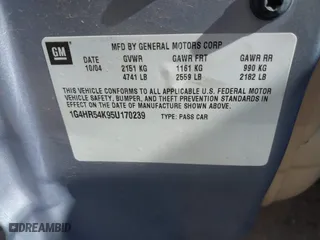 GM
MFD BY GENERAL MOTORS CORP
DATE GVWR GAWR FRT GAWR RR
10/04 2151 KG 1161 KG 990 KG
4741 LB 2559 LB 2182 LB
THIS VEHICLE CONFORMS TO ALL APPLICABLE U.S. FEDERAL MOTOR
VEHICLE SAFETY, BUMPER, AND THEFT PREVENTION STANDARDS IN
EFFECT ON THE DATE OF MANUFACTURE SHOWN ABOVE.
1G4HR54K95U170239 TYPE: PASS CAR
DREAMBID